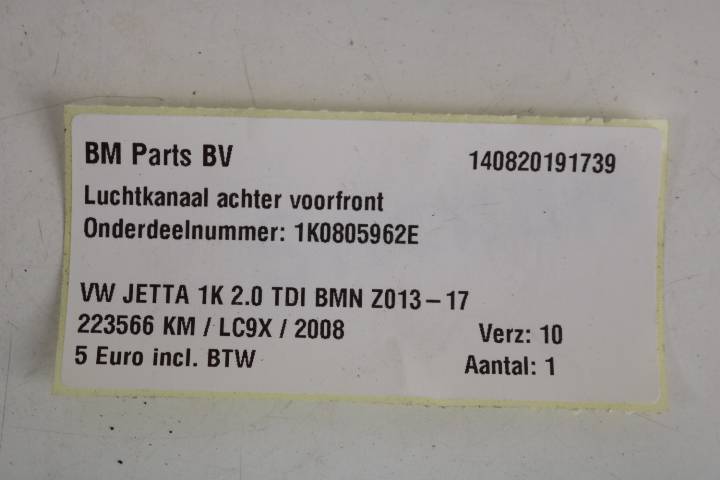 BM Parts BV 140820191739
Luchtkanaal achter voorfront
Onderdeelnummer: 1K0805962E
VW JETTA 1K 2.0 TDI BMN Z013-17
223566 KM / LC9X / 2008 Verz: 10
5 Euro incl. BTW Aantal: 1